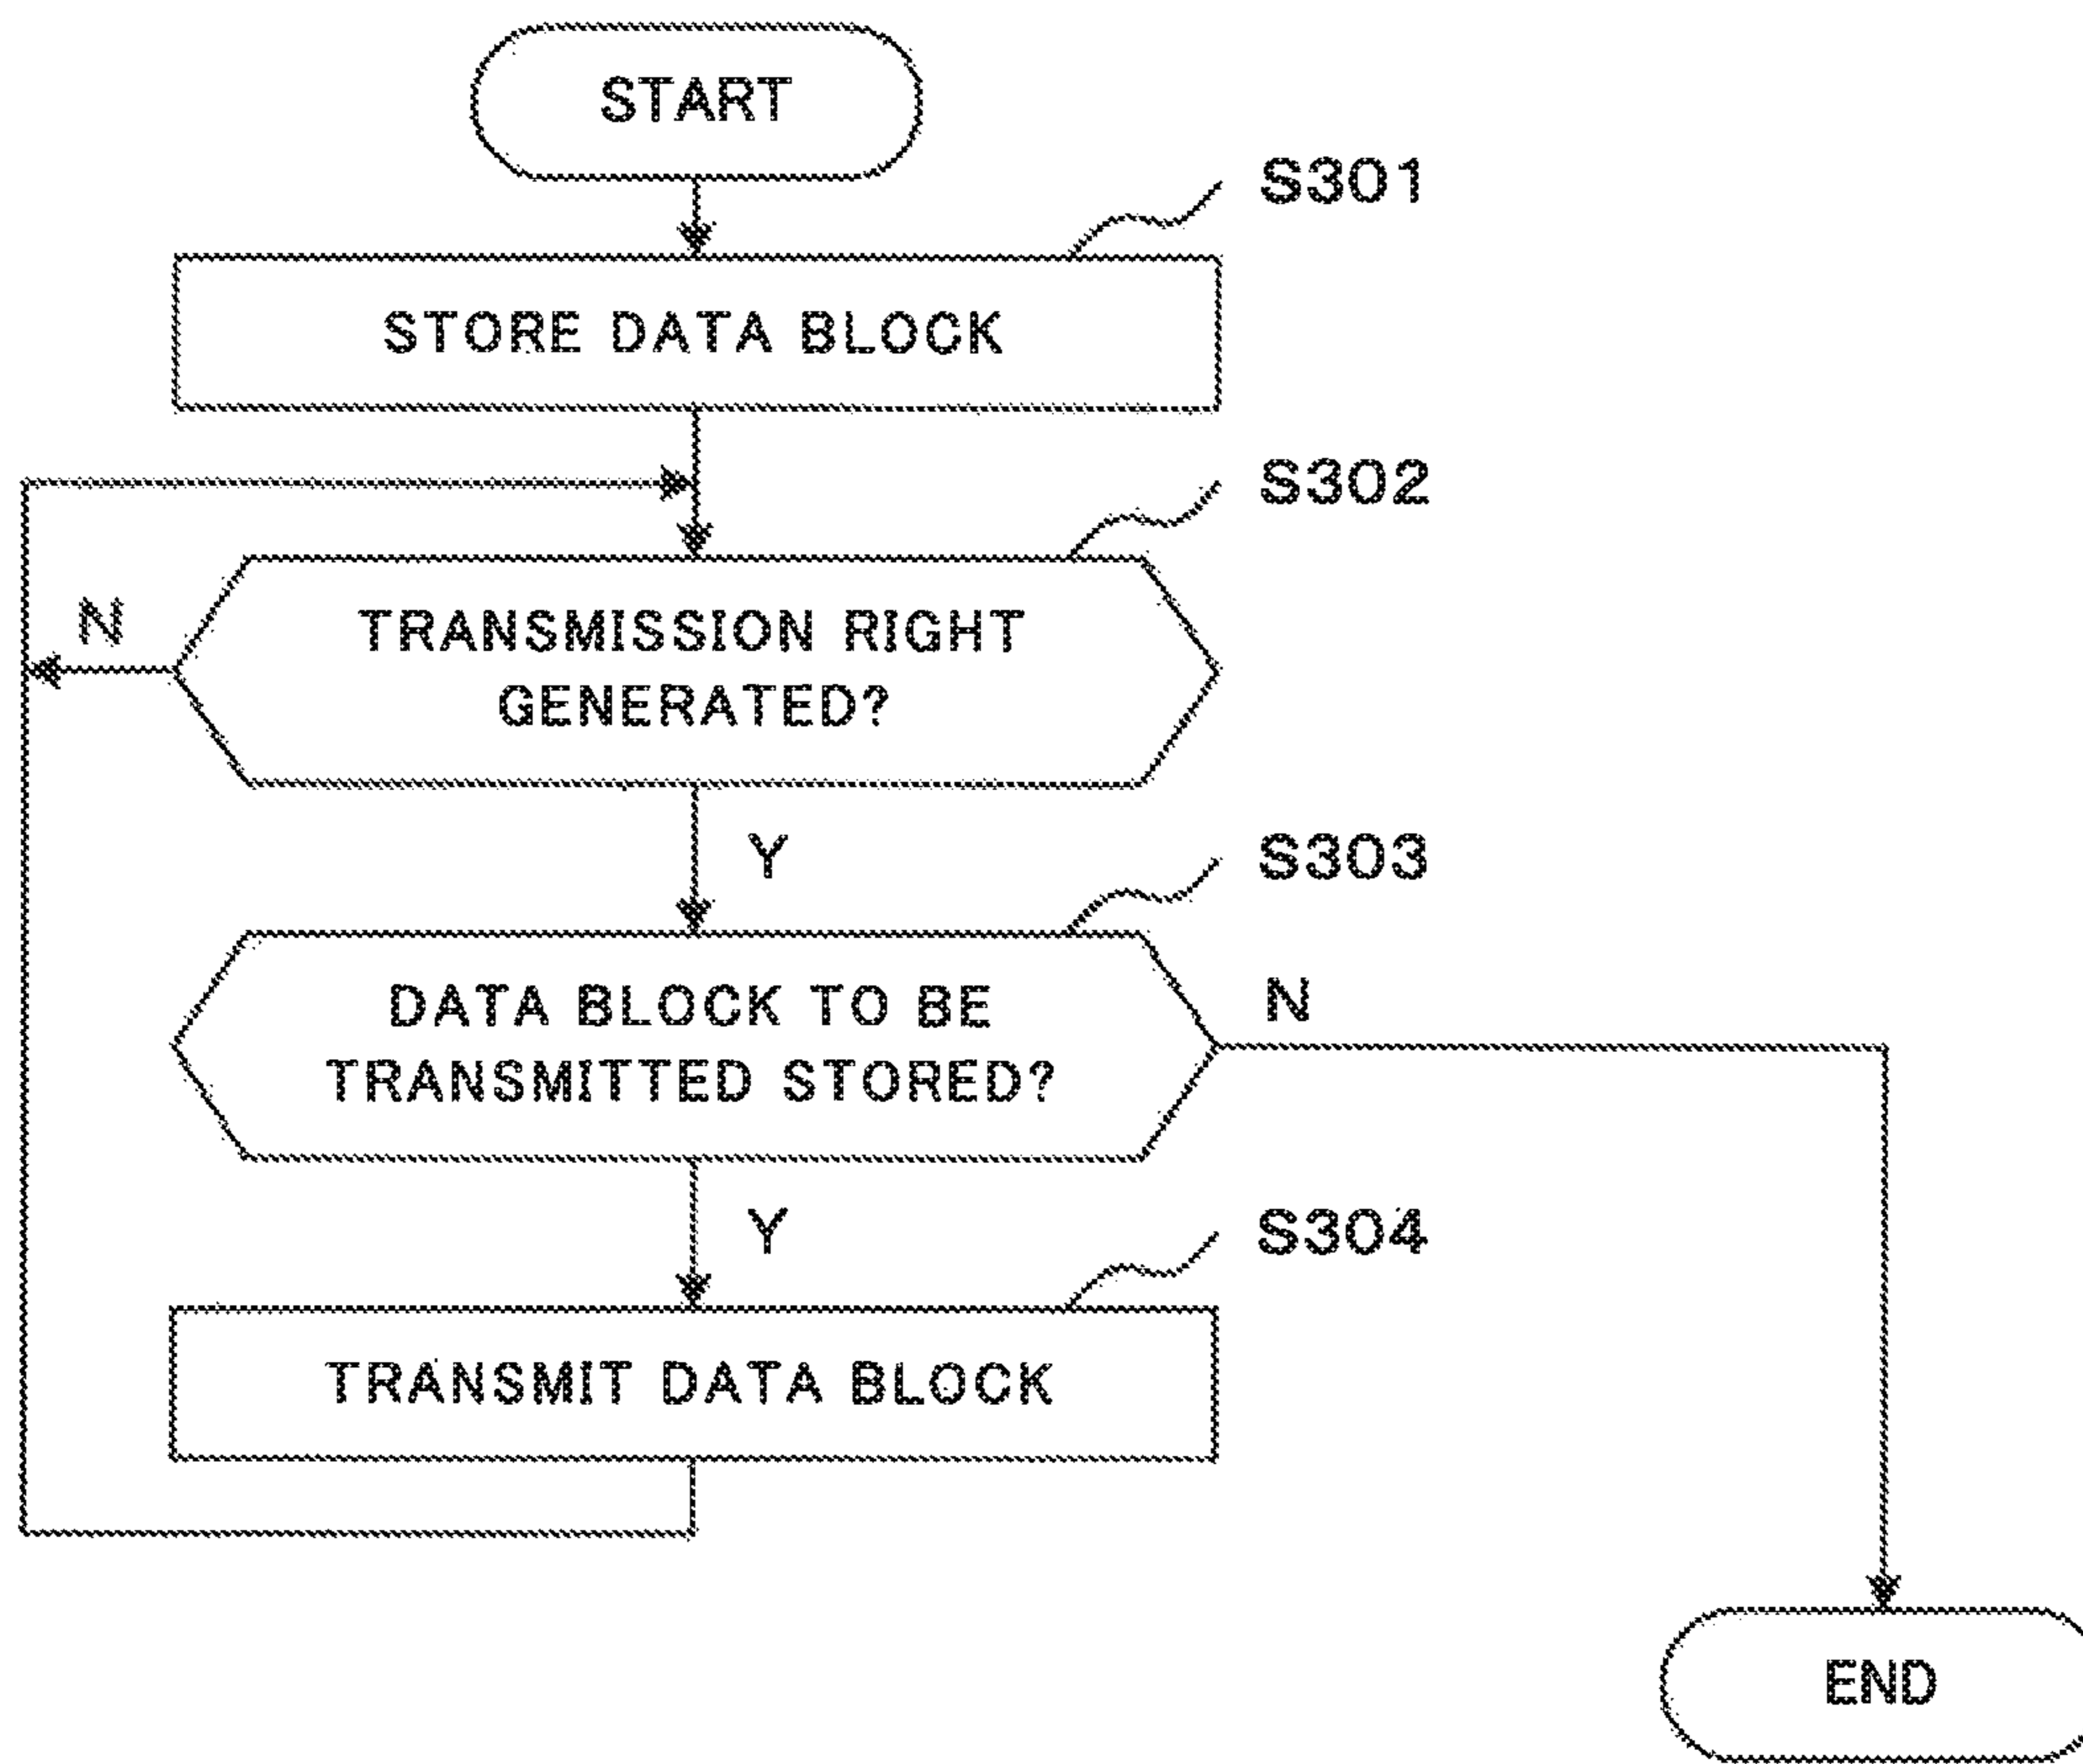 START
S301
STORE DATA BLOCK
S302
N
TRANSMISSION RIGHT
GENERATED?
Y
S303
DATA BLOCK TO BE
N
TRANSMITTED STORED?
Y
S304
TRANSMIT DATA BLOCK
END